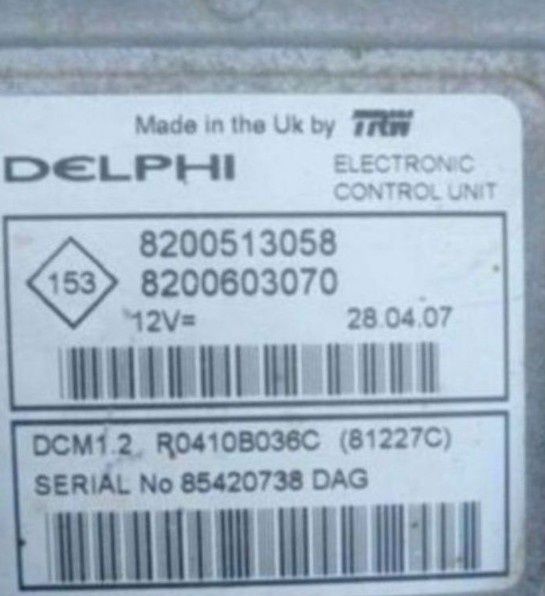 Made in the Uk by TRW
DELPHI
ELECTRONIC
CONTROL UNIT
153
8200513058
8200603070
12V=
28.04.07
DCM1.2 R0410B036C (81227C)
SERIAL No 85420738 DAG